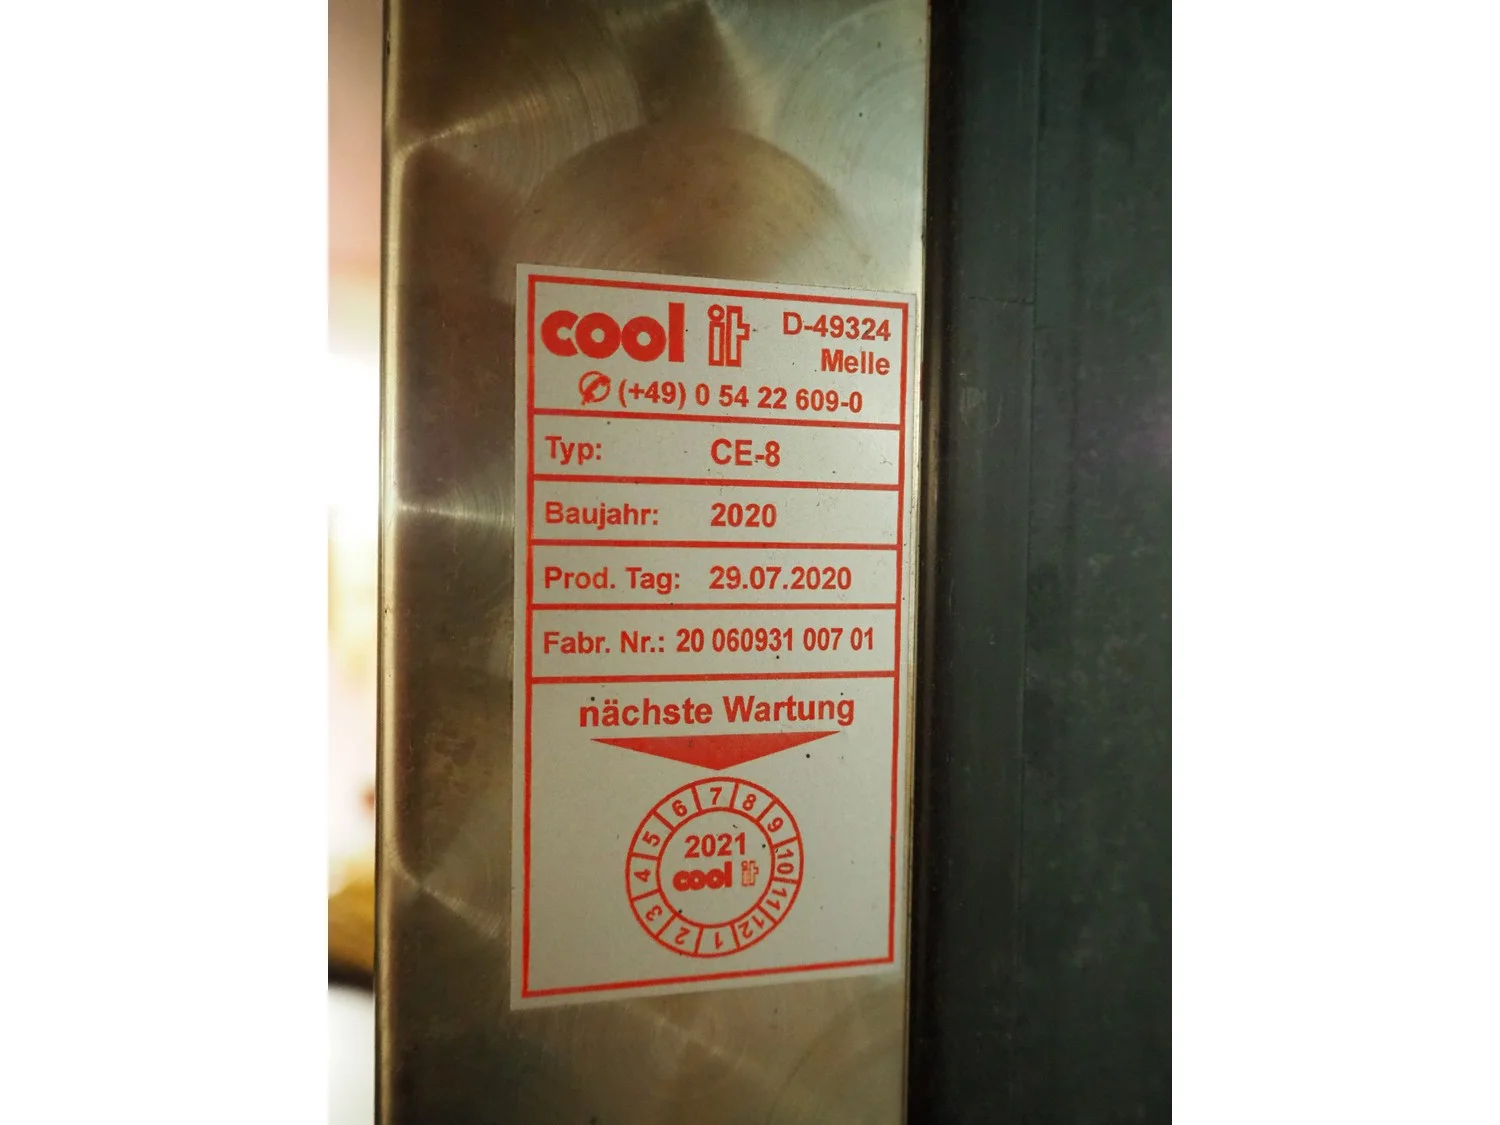 cool it D-49324
Melle
(+49) 0 54 22 609-0
Typ: CE-8
Baujahr: 2020
Prod. Tag: 29.07.2020
Fabr. Nr.: 20 060931 007 01
nächste Wartung
1 2 3 4 5 6 7 8 9 10 11 12
2021
cool it